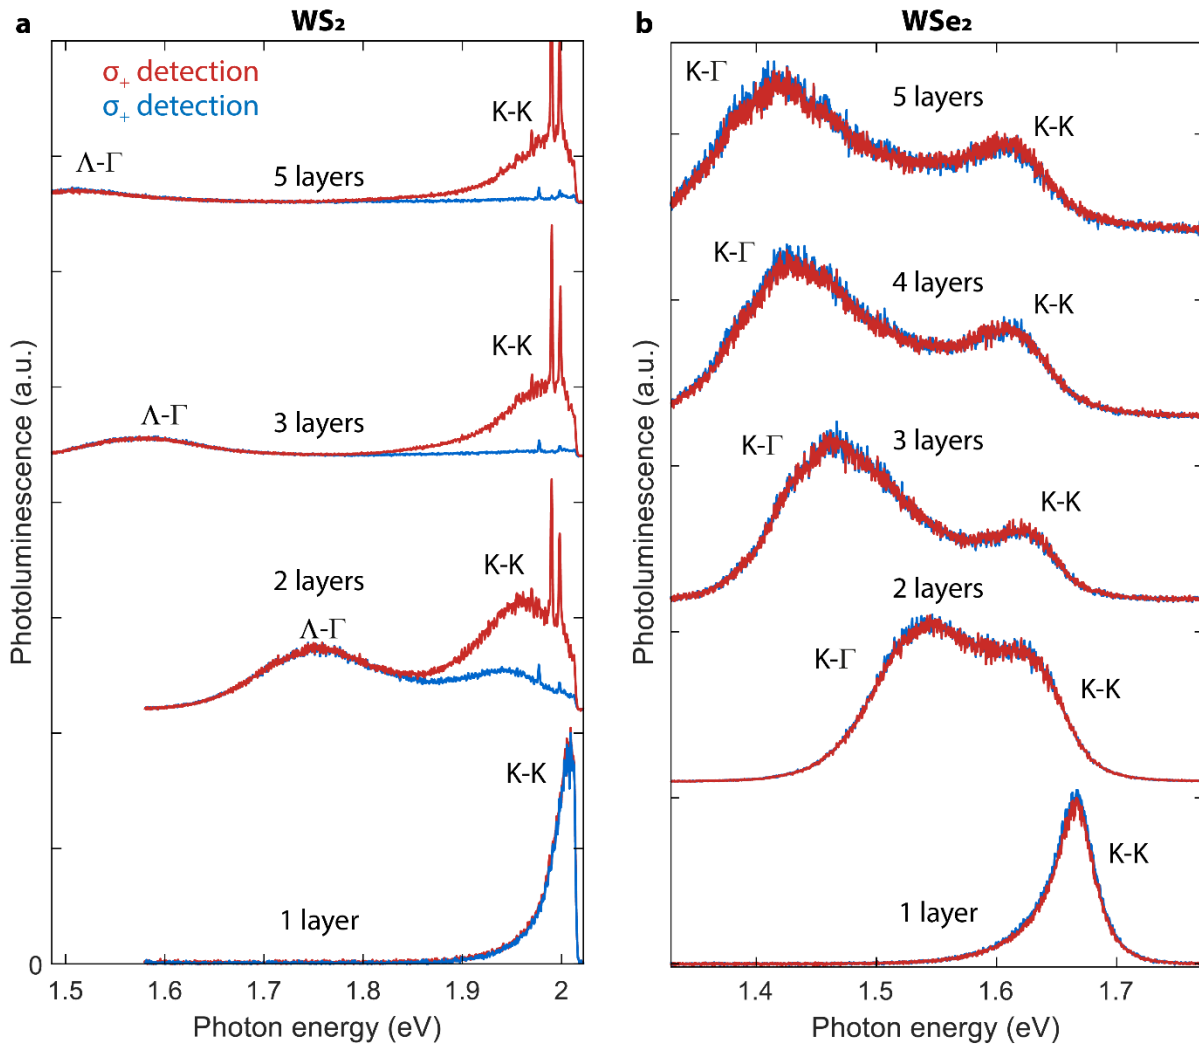 a
WS₂
σ₊ detection
σ₊ detection
K-K
Λ-Γ
5 layers
K-K
Λ-Γ
3 layers
K-K
2 layers
Λ-Γ
K-K
1 layer
0
1.5 1.6 1.7 1.8 1.9 2
Photon energy (eV)
Photoluminescence (a.u.)
b
WSe₂
K-Γ
5 layers
K-K
K-Γ
4 layers
K-K
K-Γ
3 layers
K-K
2 layers
K-Γ
K-K
K-K
1 layer
1.4 1.5 1.6 1.7
Photon energy (eV)
Photoluminescence (a.u.)